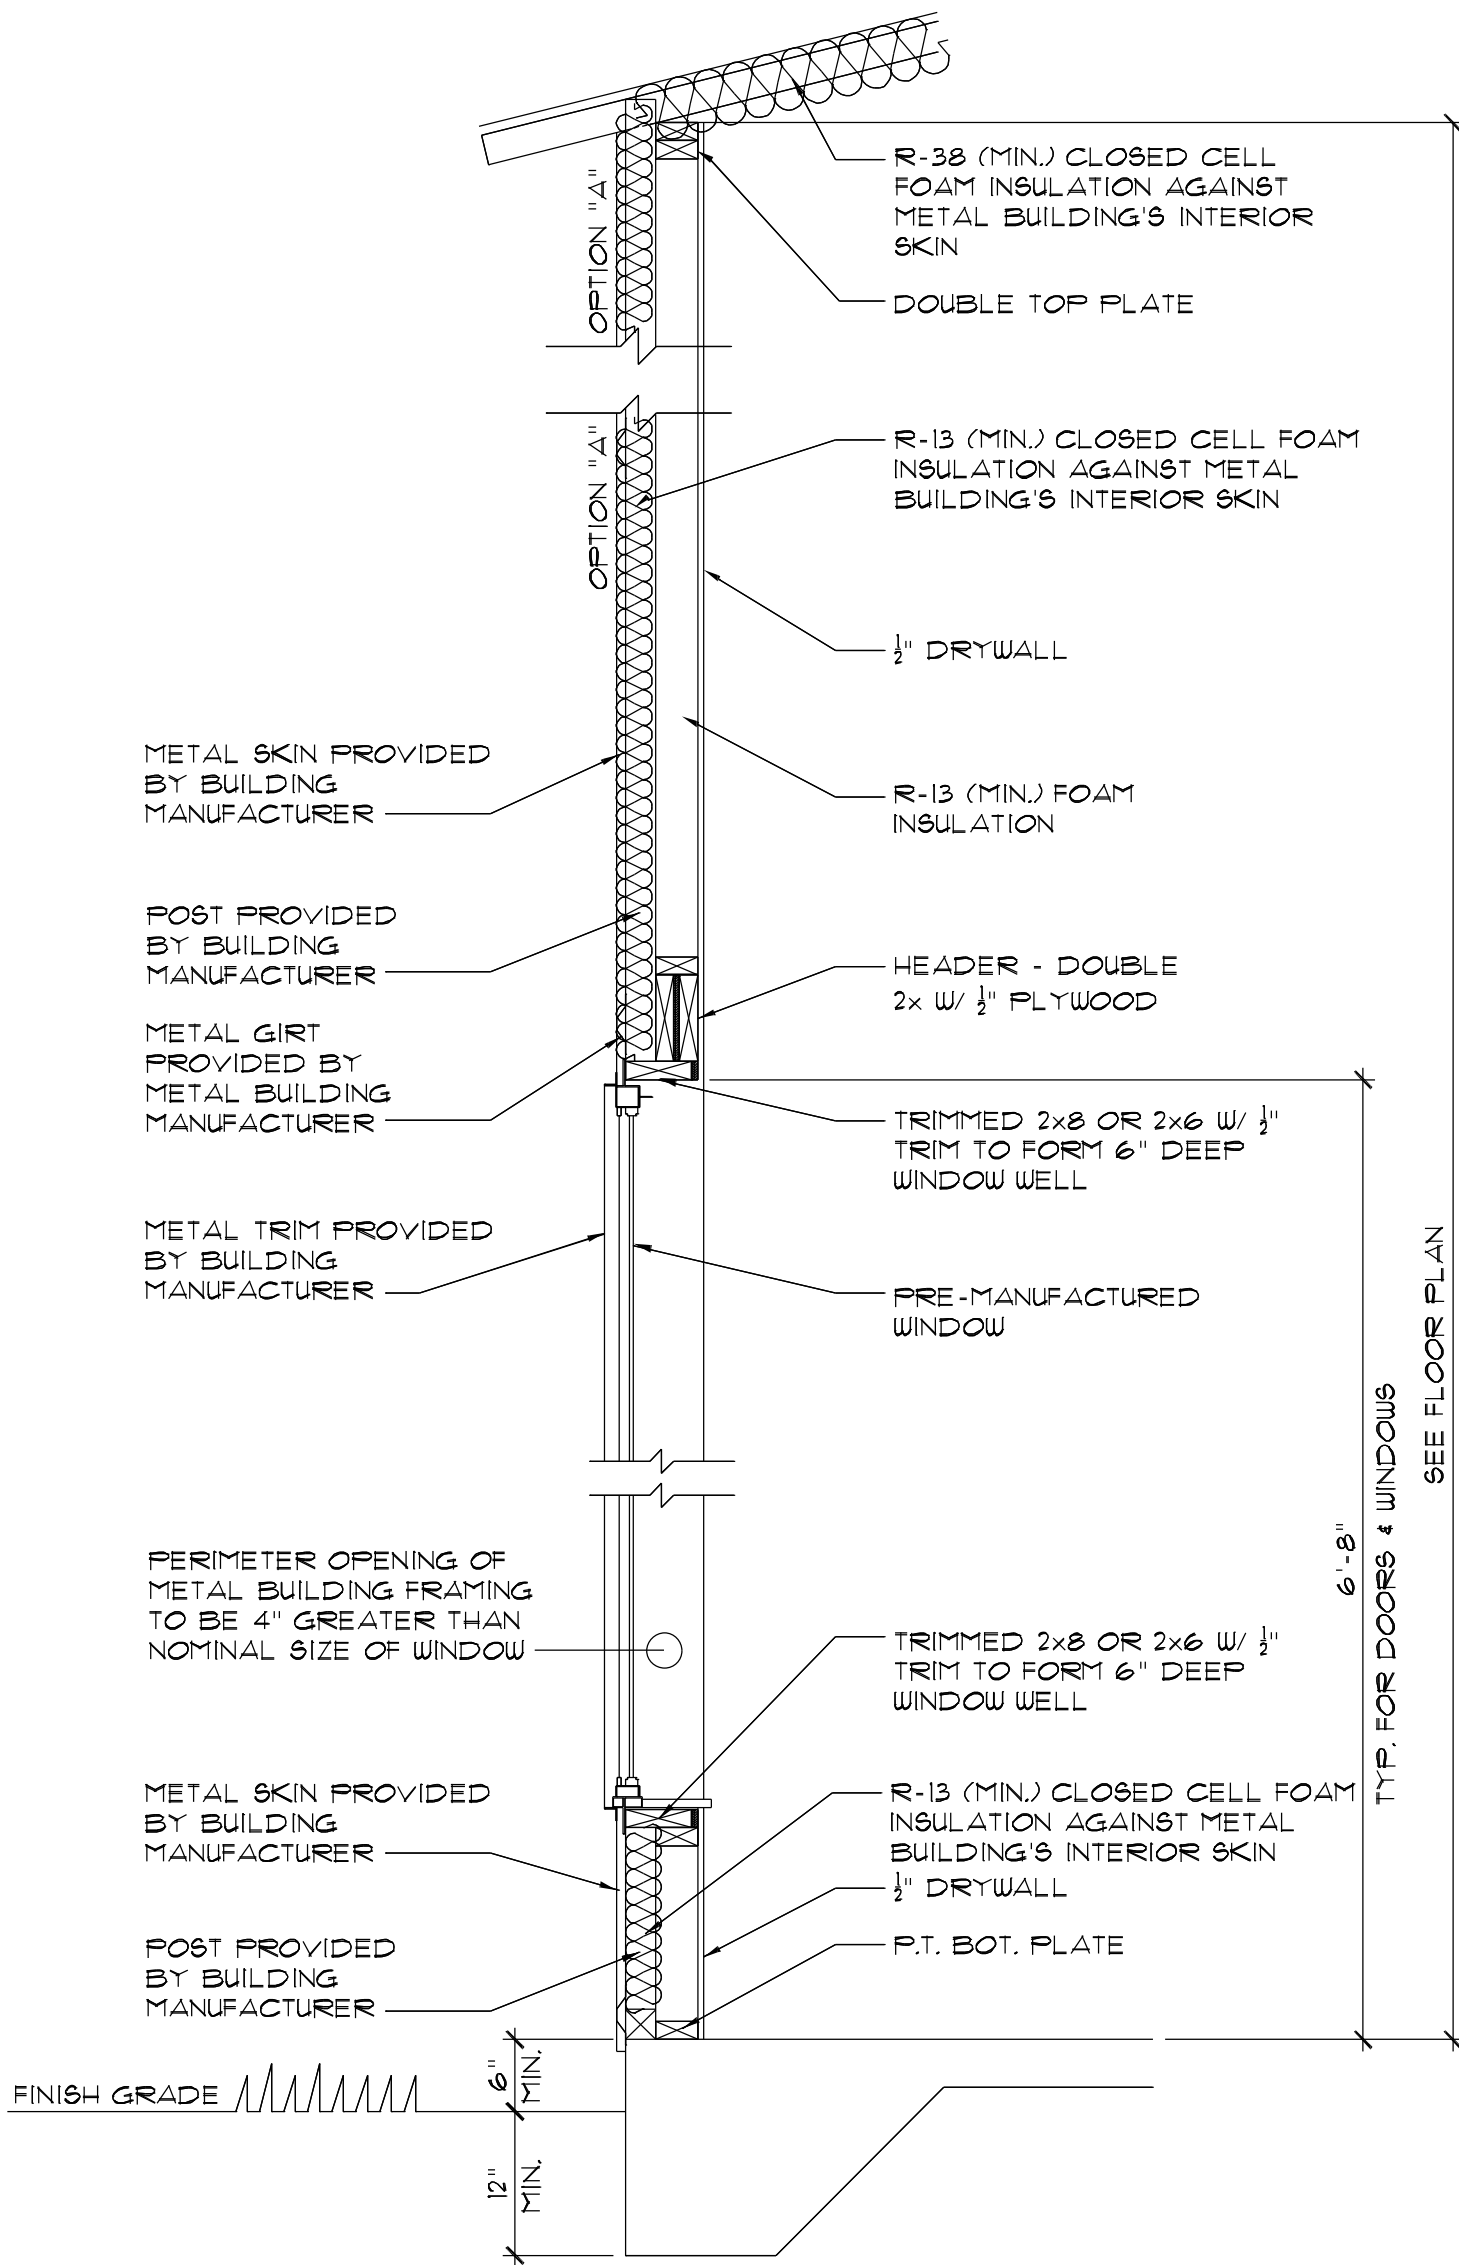 R-38 (MIN.) CLOSED CELL
FOAM INSULATION AGAINST
METAL BUILDING'S INTERIOR
SKIN
OPTION "A"
DOUBLE TOP PLATE
R-13 (MIN.) CLOSED CELL FOAM
INSULATION AGAINST METAL
BUILDING'S INTERIOR SKIN
OPTION "A"
½" DRYWALL
METAL SKIN PROVIDED
BY BUILDING
MANUFACTURER
R-13 (MIN.) FOAM
INSULATION
POST PROVIDED
BY BUILDING
MANUFACTURER
HEADER - DOUBLE
2x W/ ½" PLYWOOD
METAL GIRT
PROVIDED BY
METAL BUILDING
MANUFACTURER
TRIMMED 2x8 OR 2x6 W/ ½"
TRIM TO FORM 6" DEEP
WINDOW WELL
METAL TRIM PROVIDED
BY BUILDING
MANUFACTURER
PRE-MANUFACTURED
WINDOW
SEE FLOOR PLAN
6'-8"
TYP. FOR DOORS & WINDOWS
PERIMETER OPENING OF
METAL BUILDING FRAMING
TO BE 4" GREATER THAN
NOMINAL SIZE OF WINDOW
TRIMMED 2x8 OR 2x6 W/ ½"
TRIM TO FORM 6" DEEP
WINDOW WELL
METAL SKIN PROVIDED
BY BUILDING
MANUFACTURER
R-13 (MIN.) CLOSED CELL FOAM
INSULATION AGAINST METAL
BUILDING'S INTERIOR SKIN
½" DRYWALL
POST PROVIDED
BY BUILDING
MANUFACTURER
P.T. BOT. PLATE
6"
MIN.
FINISH GRADE
12"
MIN.